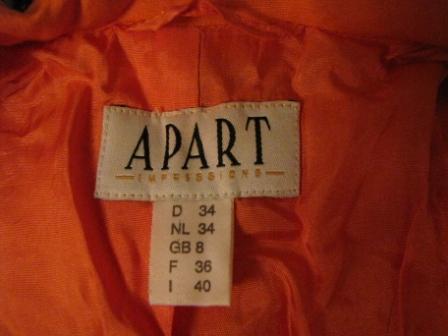 APART
IMPRESSIONS
D 34
NL 34
GB 8
F 36
I 40